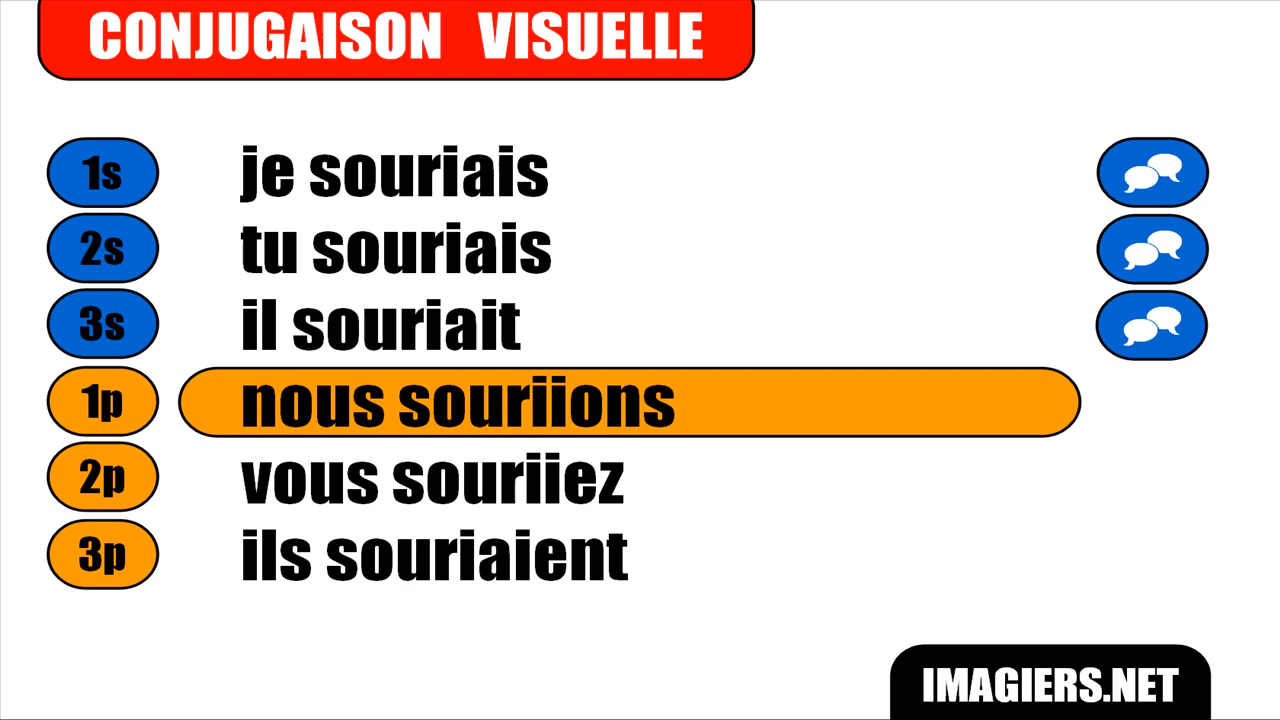 CONJUGAISON VISUELLE
1s je souriais
2s tu souriais
3s il souriait
1p nous souriions
2p vous souriiez
3p ils souriaient
IMAGIERS.NET